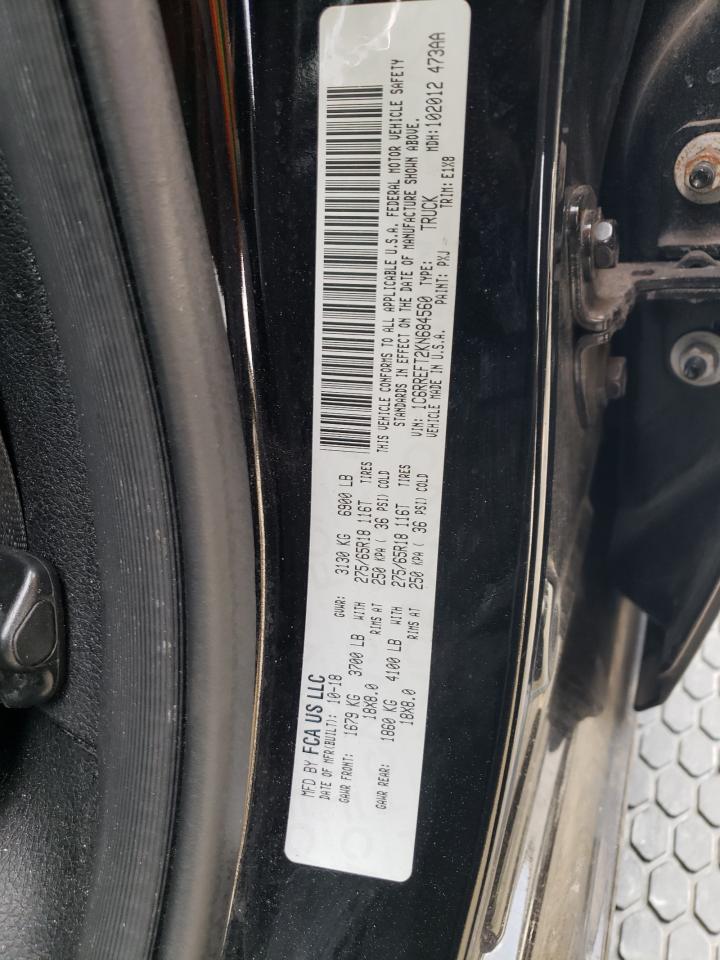 MFD BY FCA US LLC
DATE OF MFR(BUILT): 10-18 GVWR: 3130 KG 6900 LB
GAWR FRONT: 1679 KG 3700 LB WITH 275/65R18 116T TIRES
18X8.0 RIMS AT 250 KPA ( 36 PSI) COLD
GAWR REAR: 1860 KG 4100 LB WITH 275/65R18 116T TIRES
18X8.0 RIMS AT 250 KPA ( 36 PSI) COLD
THIS VEHICLE CONFORMS TO ALL APPLICABLE U.S.A. FEDERAL MOTOR VEHICLE SAFETY
STANDARDS IN EFFECT ON THE DATE OF MANUFACTURE SHOWN ABOVE.
VIN: 1C6RREFT2KN684560 TYPE: TRUCK MDH: 102012 473AA
VEHICLE MADE IN U.S.A. PAINT: PXJ TRIM: E1X8